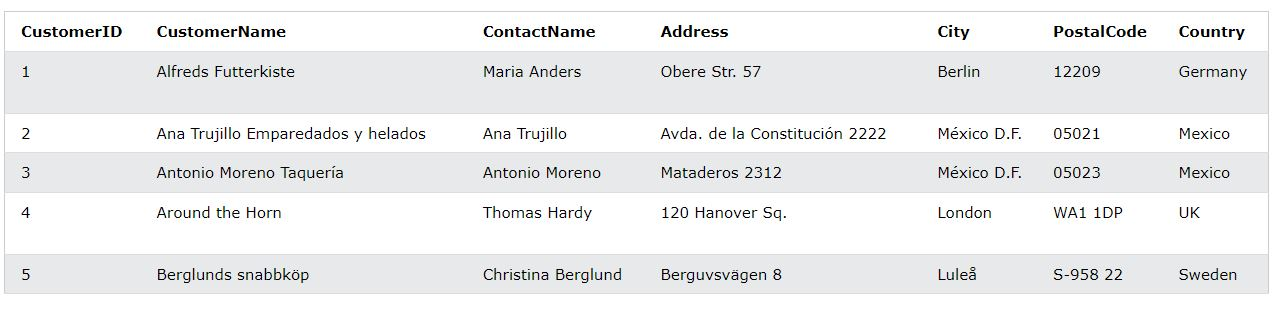 CustomerID CustomerName ContactName Address City PostalCode Country
1 Alfreds Futterkiste Maria Anders Obere Str. 57 Berlin 12209 Germany
2 Ana Trujillo Emparedados y helados Ana Trujillo Avda. de la Constitución 2222 México D.F. 05021 Mexico
3 Antonio Moreno Taquería Antonio Moreno Mataderos 2312 México D.F. 05023 Mexico
4 Around the Horn Thomas Hardy 120 Hanover Sq. London WA1 1DP UK
5 Berglunds snabbköp Christina Berglund Berguvsvägen 8 Luleå S-958 22 Sweden